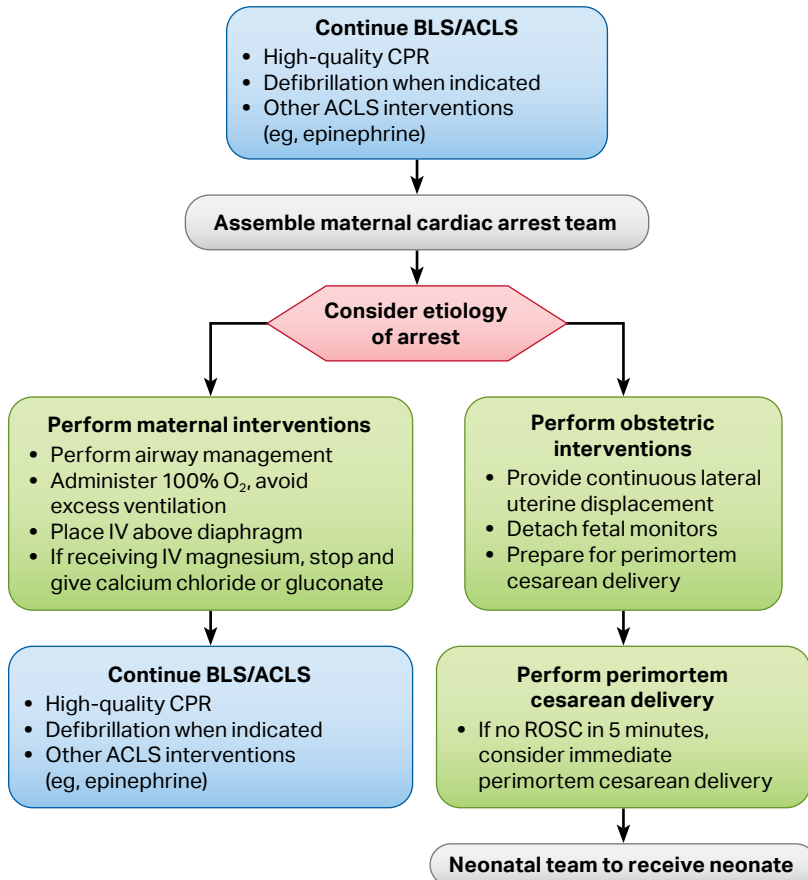 Continue BLS/ACLS
• High-quality CPR
• Defibrillation when indicated
• Other ACLS interventions
(eg, epinephrine)
Assemble maternal cardiac arrest team
Consider etiology
of arrest
Perform maternal interventions
• Perform airway management
• Administer 100% O₂, avoid
excess ventilation
• Place IV above diaphragm
• If receiving IV magnesium, stop and
give calcium chloride or gluconate
Continue BLS/ACLS
• High-quality CPR
• Defibrillation when indicated
• Other ACLS interventions
(eg, epinephrine)
Perform obstetric
interventions
• Provide continuous lateral
uterine displacement
• Detach fetal monitors
• Prepare for perimortem
cesarean delivery
Perform perimortem
cesarean delivery
• If no ROSC in 5 minutes,
consider immediate
perimortem cesarean delivery
Neonatal team to receive neonate